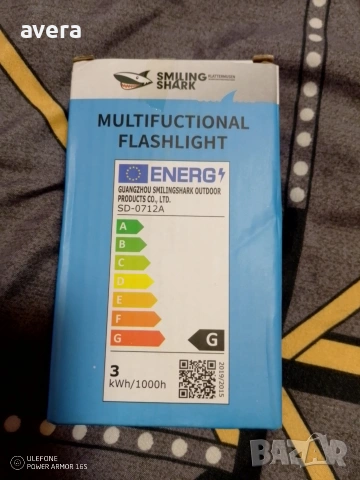 avera
SMILING
SHARK
MULTIFUCTIONAL
FLASHLIGHT
ENERG
GUANGZHOU SMILINGSHARK OUTDOOR
PRODUCTS CO., LTD.
SD-0712A
A
B
C
D
E
F
G
G
3
kWh/1000h
2019/2015
ULEFONE
POWER ARMOR 16S
BAZAR